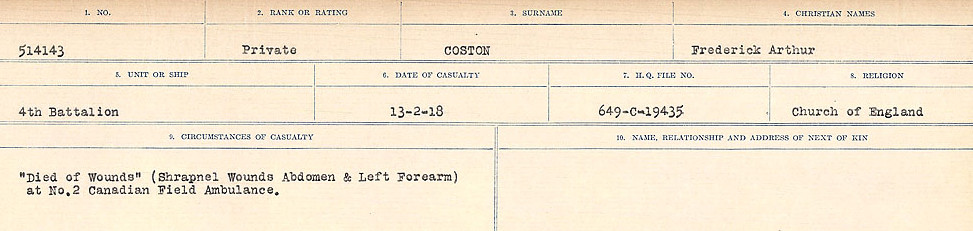 1. NO. 2. RANK OR RATING 3. SURNAME 4. CHRISTIAN NAMES
514143 Private COSTON Frederick Arthur
5. UNIT OR SHIP 6. DATE OF CASUALTY 7. H.Q. FILE NO. 8. RELIGION
4th Battalion 13-2-18 649-C-19435 Church of England
9. CIRCUMSTANCES OF CASUALTY 10. NAME, RELATIONSHIP AND ADDRESS OF NEXT OF KIN
"Died of Wounds" (Shrapnel Wounds Abdomen & Left Forearm)
at No.2 Canadian Field Ambulance.